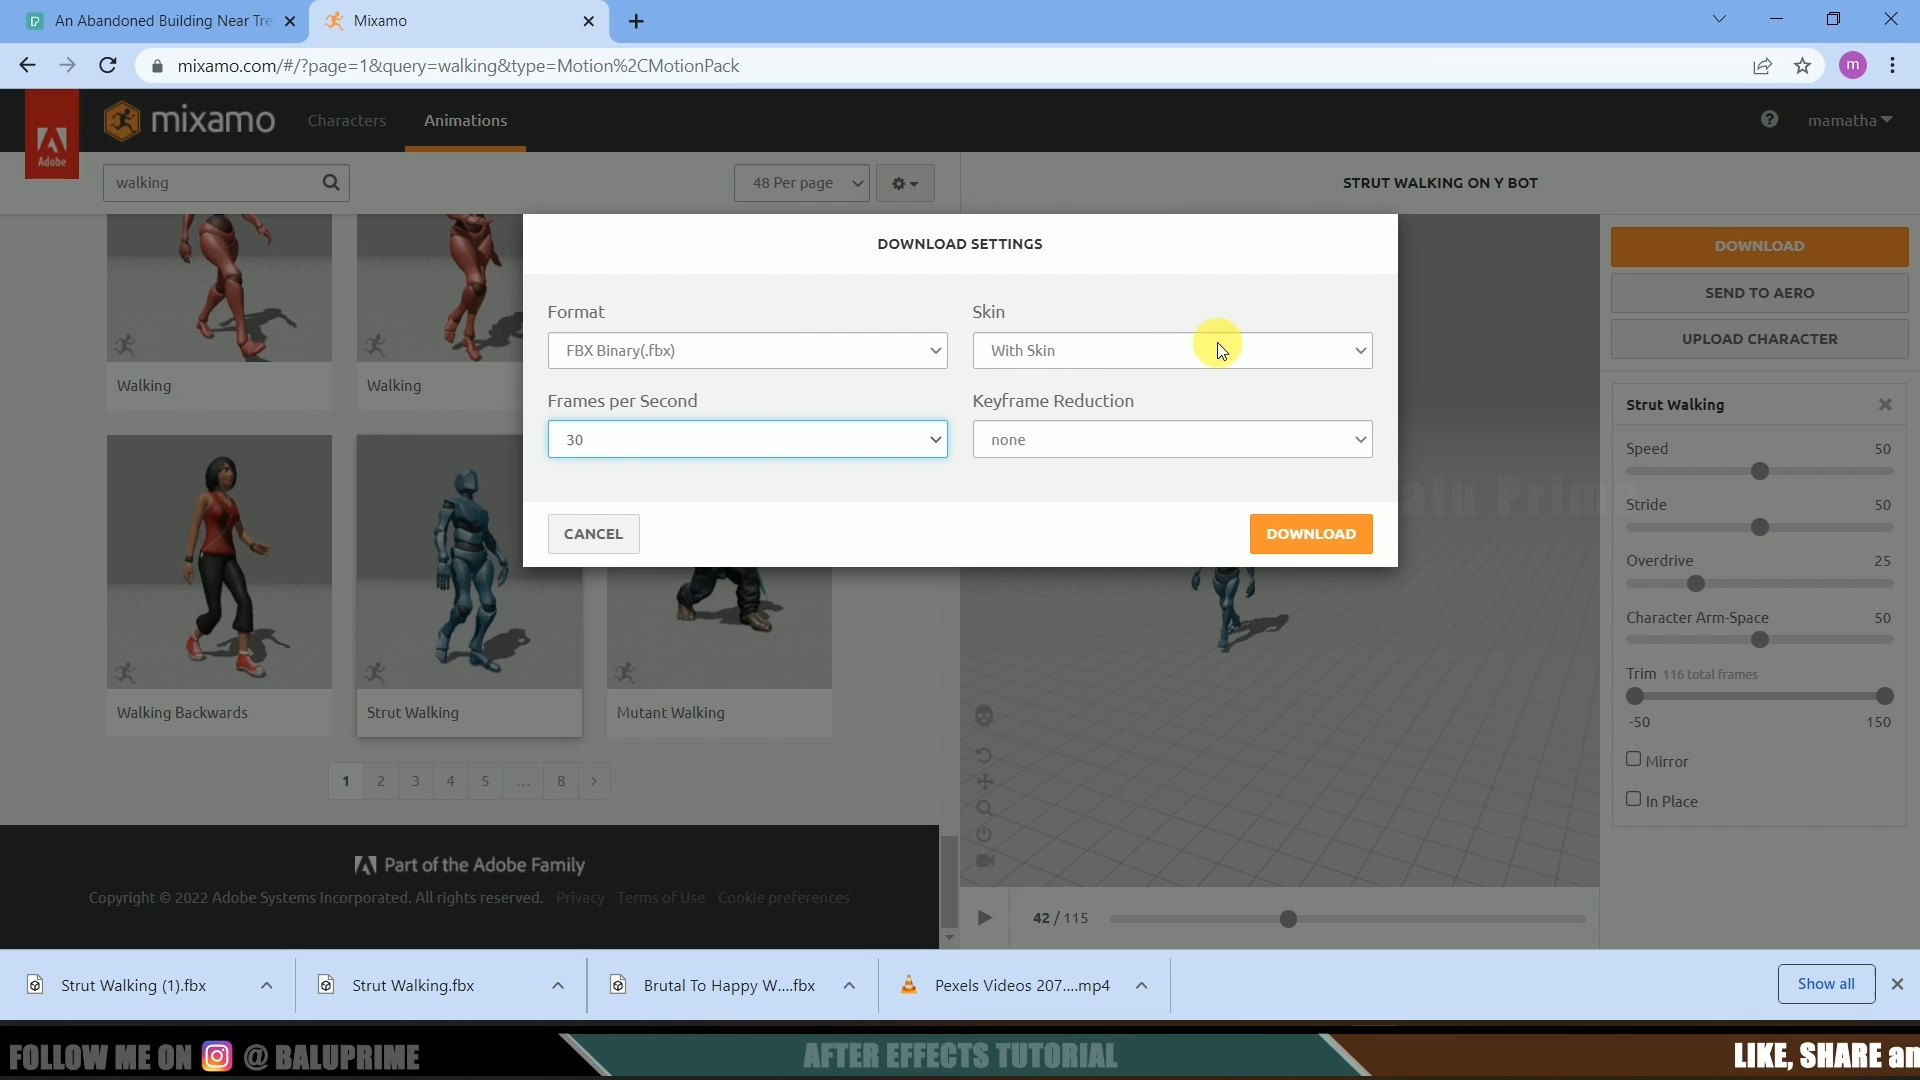 An Abandoned Building Near Tre
Mixamo
mixamo.com/#/?page=1&query=walking&type=Motion%2CMotionPack
m
Adobe
mixamo
Characters
Animations
mamatha
walking
48 Per page
STRUT WALKING ON Y BOT
DOWNLOAD SETTINGS
Format
Skin
FBX Binary(.fbx)
With Skin
Frames per Second
Keyframe Reduction
30
none
CANCEL
DOWNLOAD
DOWNLOAD
SEND TO AERO
UPLOAD CHARACTER
Strut Walking
Speed 50
Stride 50
Overdrive 25
Character Arm-Space 50
Trim 116 total frames
-50 150
Mirror
In Place
Walking
Walking
Walking Backwards
Strut Walking
Mutant Walking
1 2 3 4 5 ... 8 >
Part of the Adobe Family
Copyright © 2022 Adobe Systems Incorporated. All rights reserved. Privacy Terms of Use Cookie preferences
42 / 115
Strut Walking (1).fbx
Strut Walking.fbx
Brutal To Happy W....fbx
Pexels Videos 207....mp4
Show all
FOLLOW ME ON @ BALUPRIME
AFTER EFFECTS TUTORIAL
LIKE, SHARE an